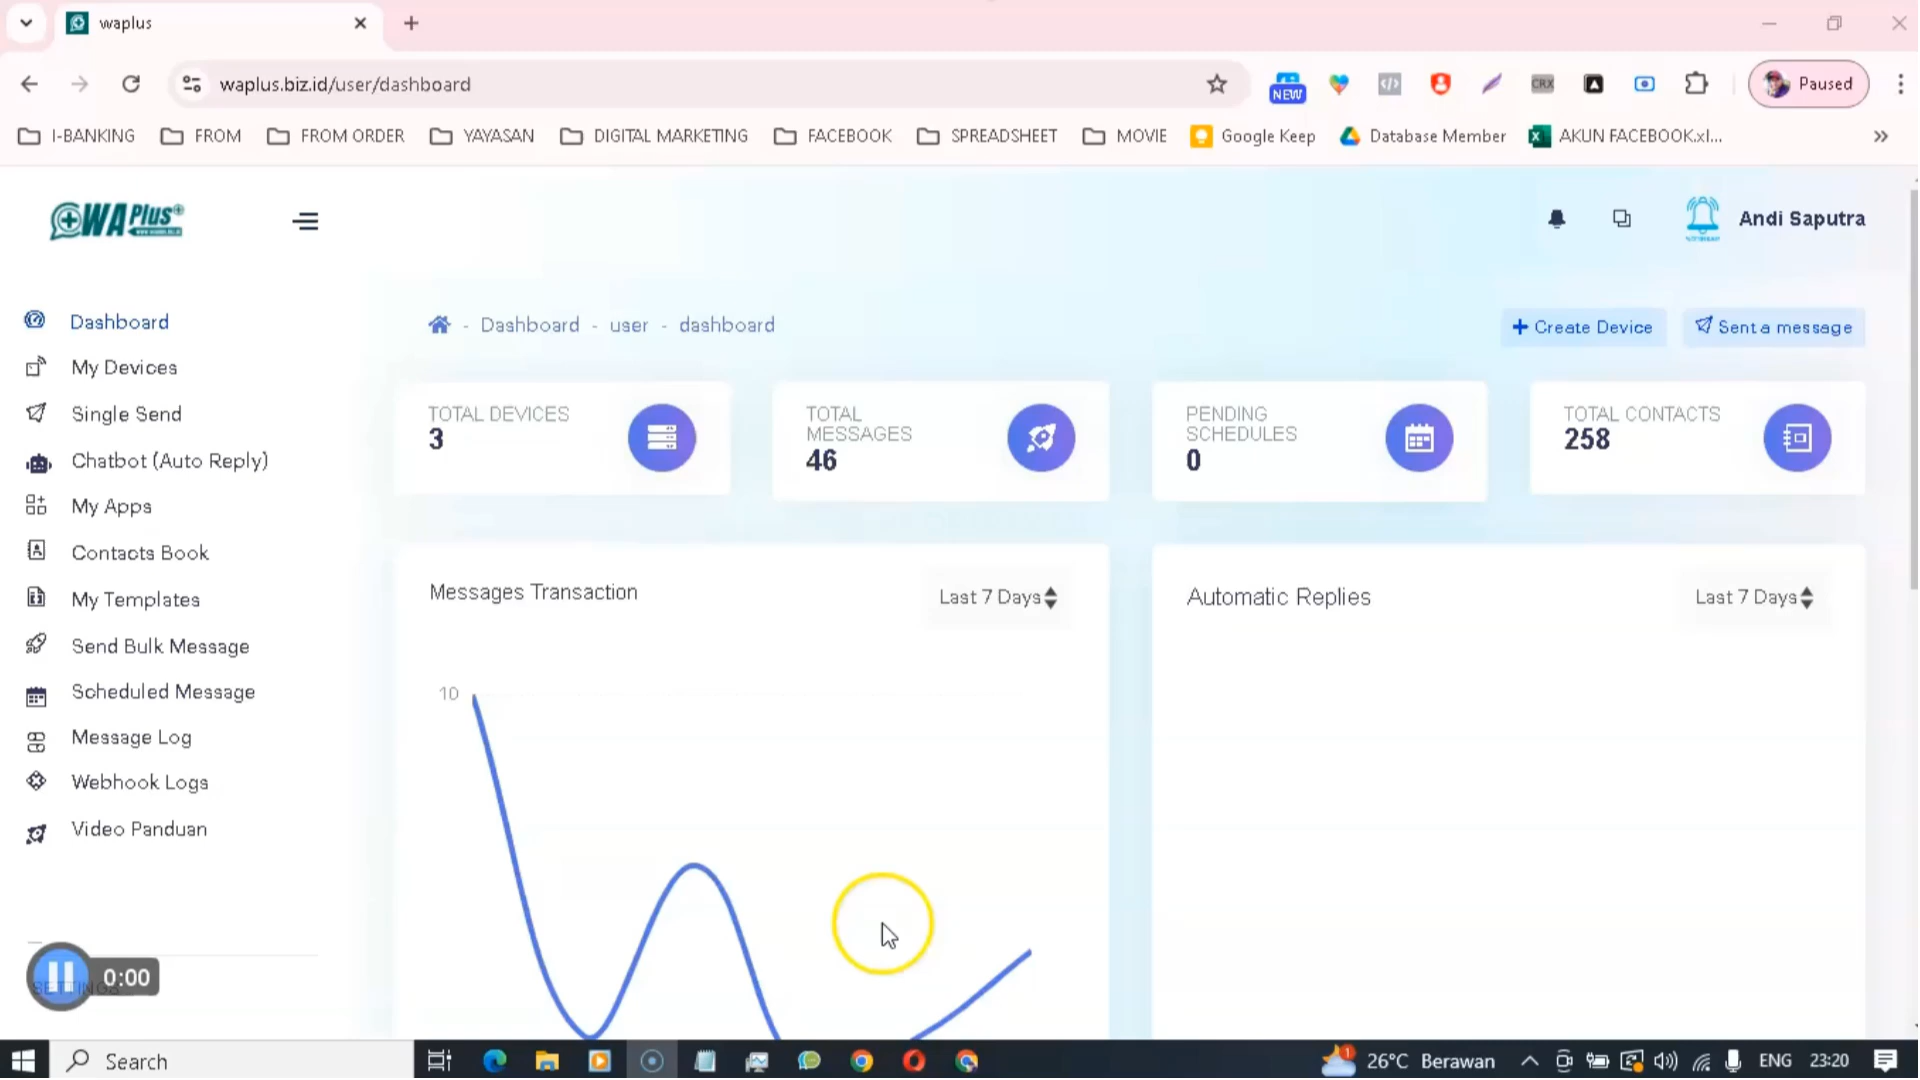 waplus
waplus.biz.id/user/dashboard
NEW
CRX
Paused
I-BANKING
FROM
FROM ORDER
YAYASAN
DIGITAL MARKETING
FACEBOOK
SPREADSHEET
MOVIE
Google Keep
Database Member
AKUN FACEBOOK.xl...
WA Plus
Andi Saputra
Dashboard
My Devices
Single Send
Chatbot (Auto Reply)
My Apps
Contacts Book
My Templates
Send Bulk Message
Scheduled Message
Message Log
Webhook Logs
Video Panduan
SETTINGS
0:00
- Dashboard - user - dashboard
Create Device
Sent a message
TOTAL DEVICES
3
TOTAL
MESSAGES
46
PENDING
SCHEDULES
0
TOTAL CONTACTS
258
Messages Transaction
Last 7 Days
10
Automatic Replies
Last 7 Days
Search
1
26°C Berawan
ENG
23:20